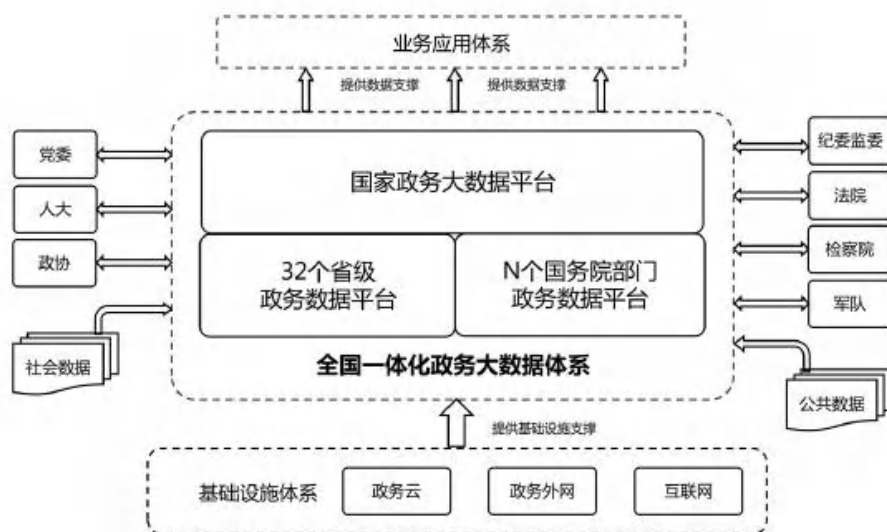 业务应用体系
提供数据支撑
提供数据支撑
党委
人大
政协
社会数据
国家政务大数据平台
32个省级
政务数据平台
N个国务院部门
政务数据平台
全国一体化政务大数据体系
纪委监委
法院
检察院
军队
公共数据
提供基础设施支撑
基础设施体系
政务云
政务外网
互联网